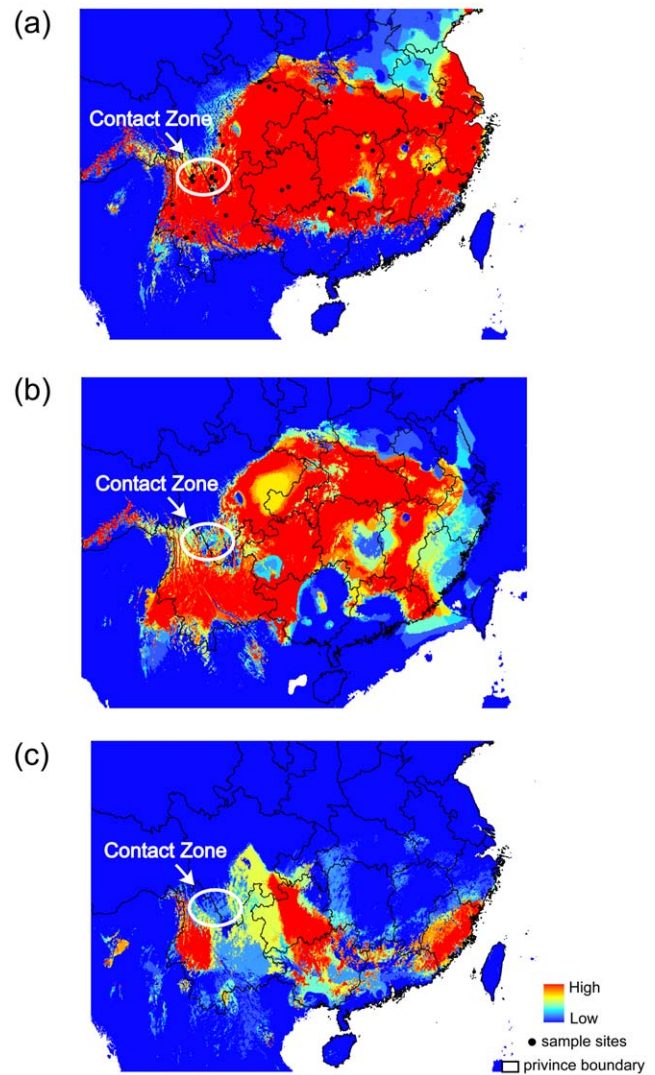 (a)
Contact Zone
(b)
Contact Zone
(c)
Contact Zone
High
Low
sample sites
privince boundary